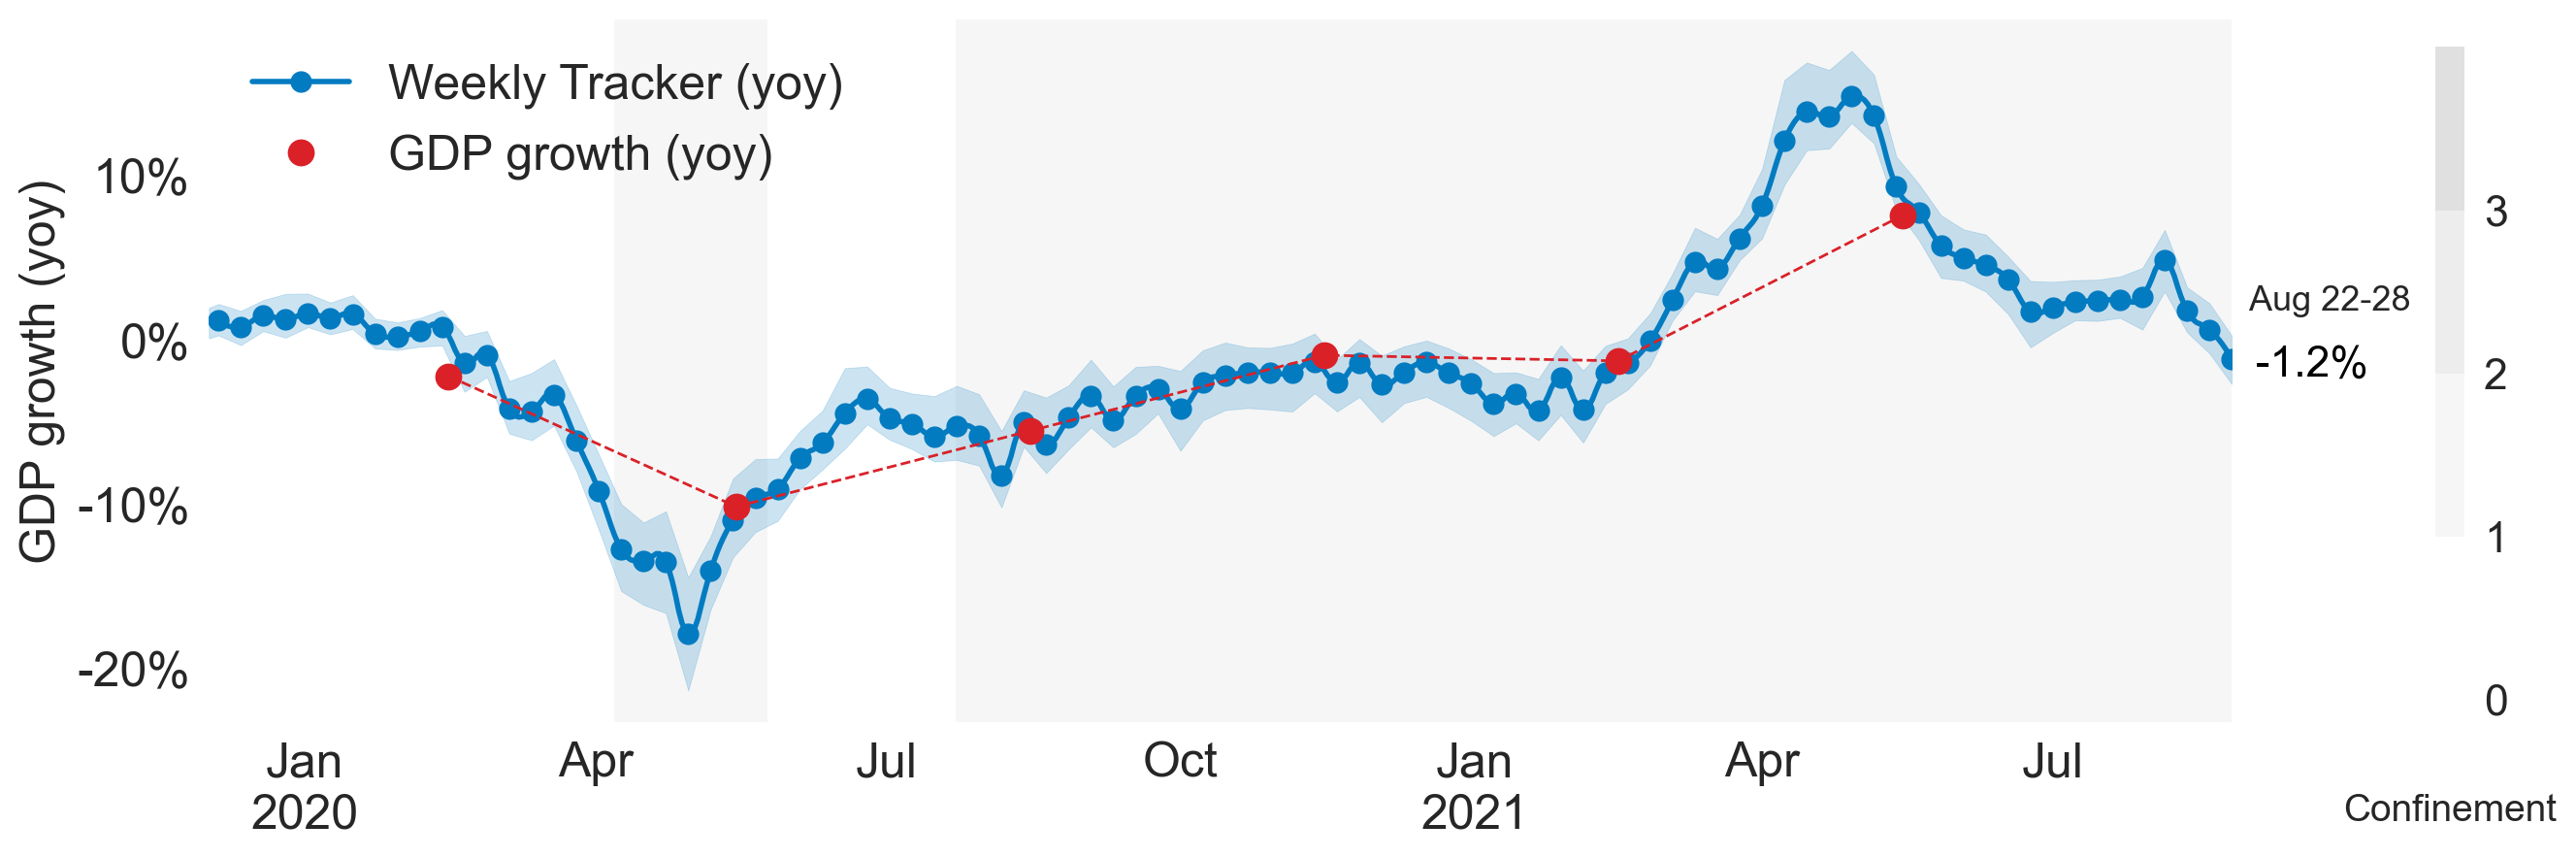 Weekly Tracker (yoy)
GDP growth (yoy)
GDP growth (yoy)
10%
0%
-10%
-20%
Jan
2020
Apr
Jul
Oct
Jan
2021
Apr
Jul
Aug 22-28
-1.2%
3
2
1
0
Confinement